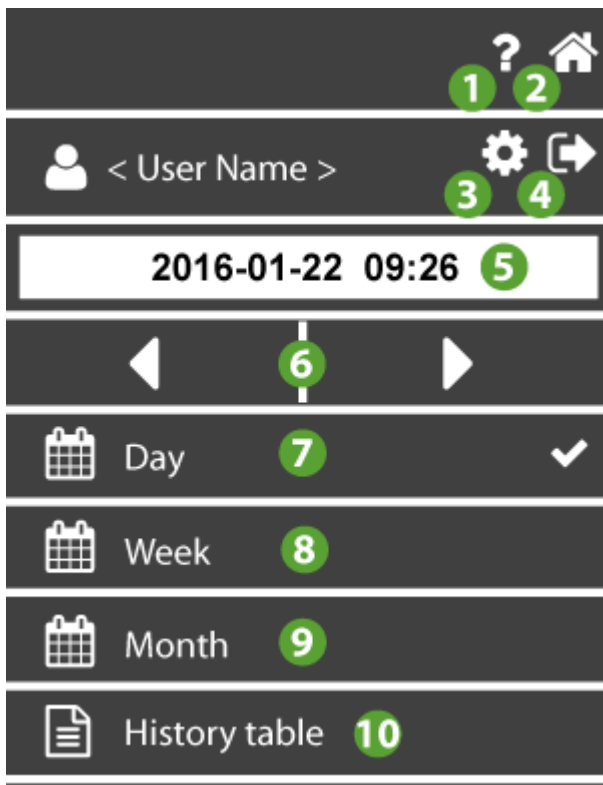 ?
1 2
< User Name >
3 4
2016-01-22 09:26 5
6
Day 7
Week 8
Month 9
History table 10